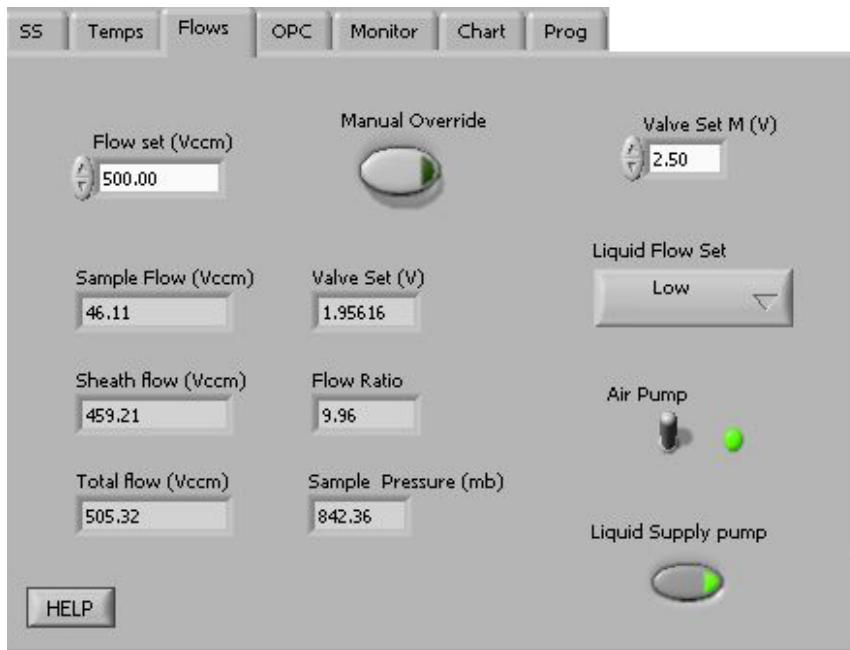 SS Temps Flows OPC Monitor Chart Prog
Manual Override
Flow set (Vccm)
500.00
Valve Set M (V)
2.50
Liquid Flow Set
Low
Sample Flow (Vccm)
46.11
Valve Set (V)
1.95616
Sheath flow (Vccm)
459.21
Flow Ratio
9.96
Air Pump
Total flow (Vccm)
505.32
Sample Pressure (mb)
842.36
Liquid Supply pump
HELP